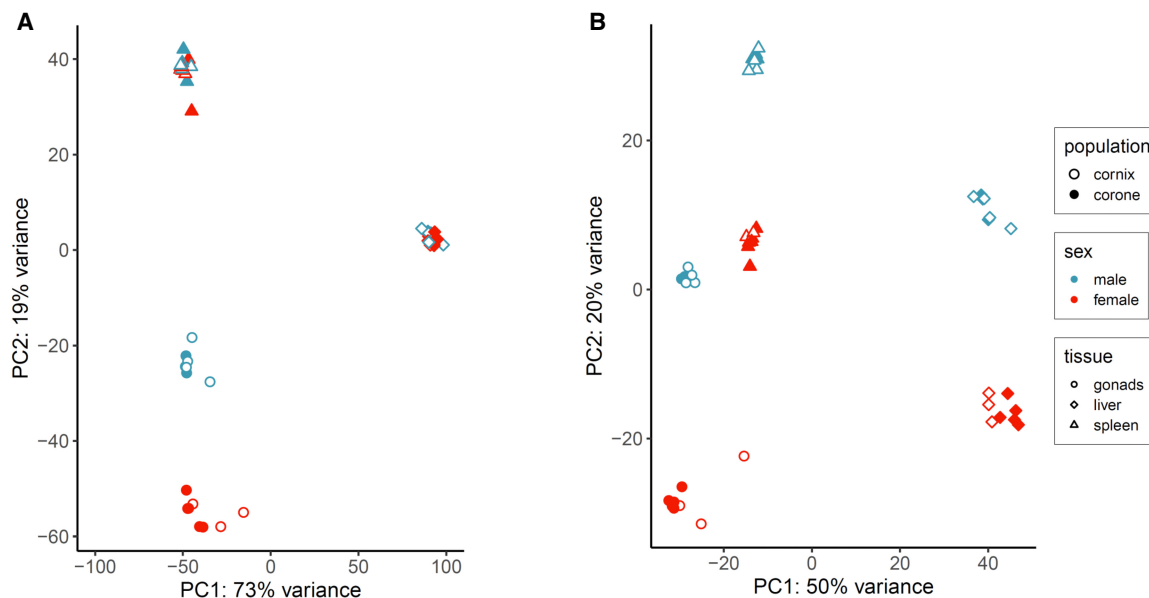 A
40
20
0
−20
−40
−60
PC2: 19% variance
−100
−50
0
50
100
PC1: 73% variance
B
20
0
−20
PC2: 20% variance
−20
0
20
40
PC1: 50% variance
population
cornix
corone
sex
male
female
tissue
gonads
liver
spleen